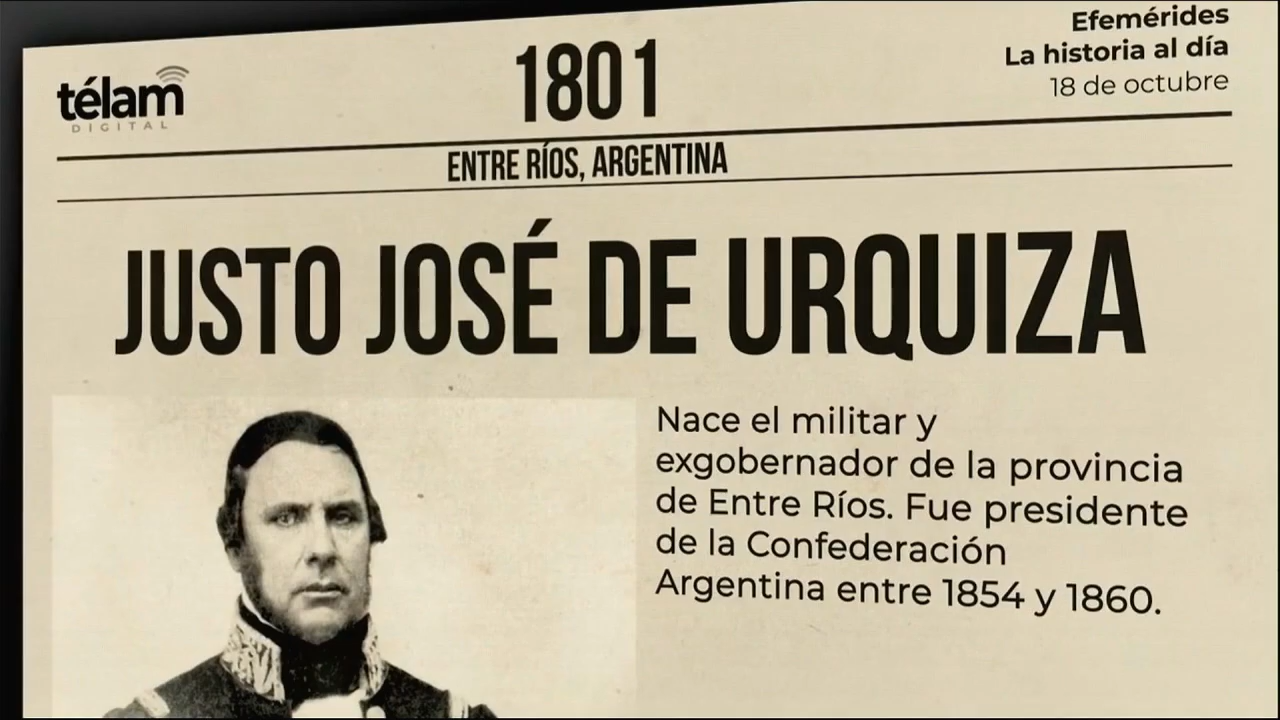 télam
DIGITAL
1801
Efemérides
La historia al día
18 de octubre
ENTRE RÍOS, ARGENTINA
JUSTO JOSÉ DE URQUIZA
Nace el militar y
exgobernador de la provincia
de Entre Ríos. Fue presidente
de la Confederación
Argentina entre 1854 y 1860.